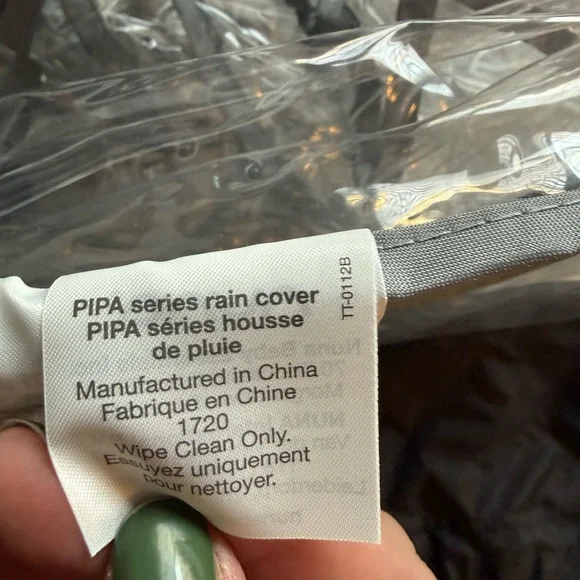 PIPA series rain cover
PIPA séries housse
de pluie
Manufactured in China
Fabrique en Chine
1720
Wipe Clean Only.
Essuyez uniquement
pour nettoyer.
TT-0112B